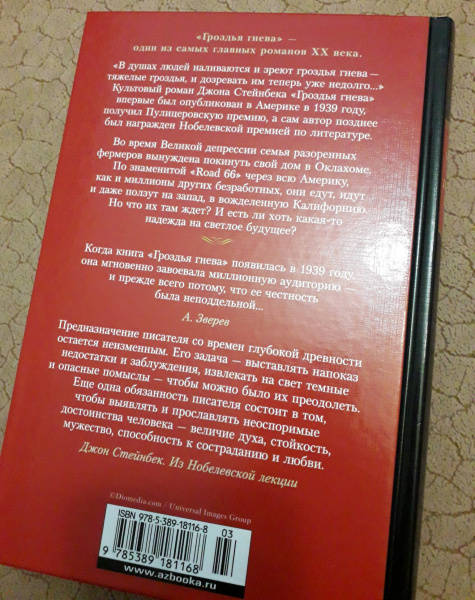 «Гроздья гнева» —
один из самых главных романов XX века.
«В душах людей наливаются и зреют гроздья гнева —
тяжелые гроздья, и дозревать им теперь уже недолго...»
Культовый роман Джона Стейнбека «Гроздья гнева»
впервые был опубликован в Америке в 1939 году,
получил Пулицеровскую премию, а сам автор позднее
был награжден Нобелевской премией по литературе.
Во время Великой депрессии семья разоренных
фермеров вынуждена покинуть свой дом в Оклахоме.
По знаменитой «Road 66» через всю Америку,
как и миллионы других безработных, они едут, идут
и даже ползут на запад, в вожделенную Калифорнию.
Но что их там ждет? И есть ли хоть какая-то
надежда на светлое будущее?
Когда книга «Гроздья гнева» появилась в 1939 году,
она мгновенно завоевала миллионную аудиторию —
и прежде всего потому, что ее честность
была неподдельной...
А. Зверев
Предназначение писателя со времен глубокой древности
остается неизменным. Его задача — выставлять напоказ
недостатки и заблуждения, извлекать на свет темные
и опасные помыслы — чтобы можно было их преодолеть.
Еще одна обязанность писателя состоит в том,
чтобы выявлять и прославлять неоспоримые
достоинства человека — величие духа, стойкость,
мужество, способность к состраданию и любви.
Джон Стейнбек. Из Нобелевской лекции
©Diomedia.com / Universal Images Group
ISBN 978-5-389-18116-8
03
9 785389 181168
www.azbooka.ru